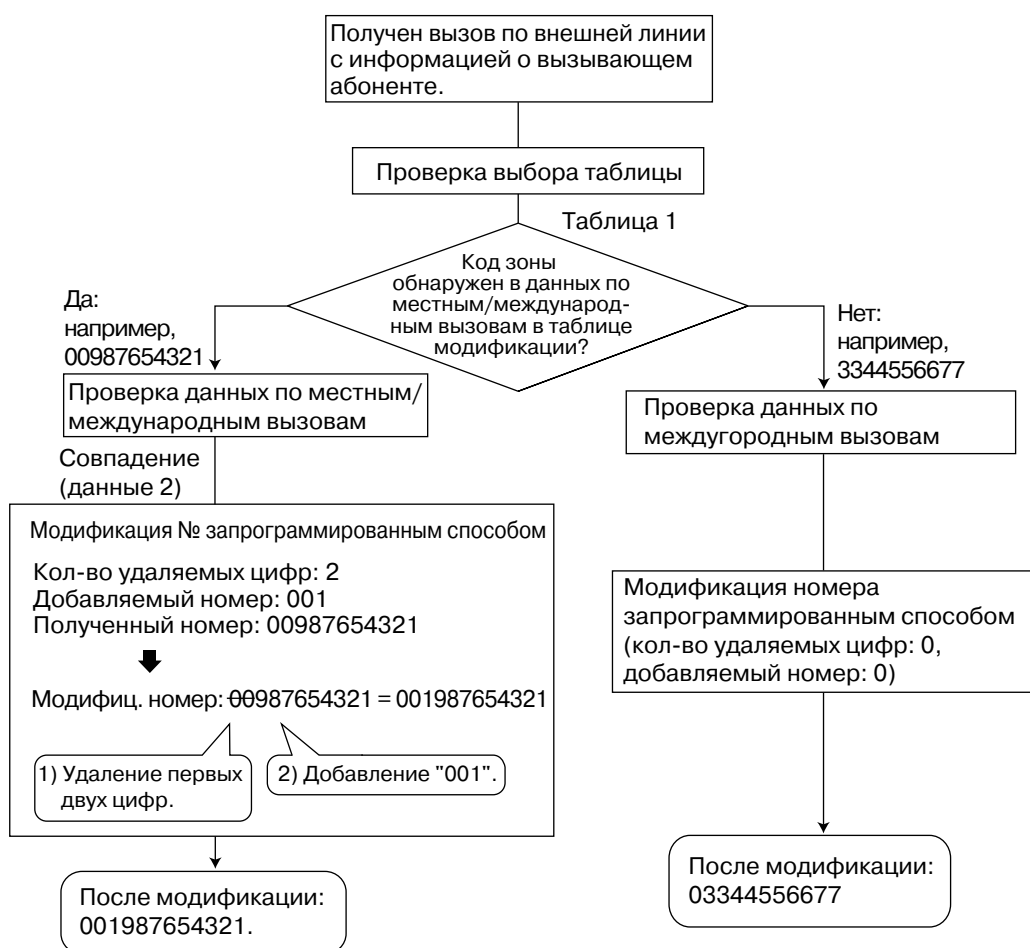 Получен вызов по внешней линии
с информацией о вызывающем
абоненте.
Проверка выбора таблицы
Таблица 1
Код зоны
обнаружен в данных по
местным/международ-
ным вызовам в таблице
модификации?
Да:
например,
00987654321
Нет:
например,
3344556677
Проверка данных по местным/
международным вызовам
Проверка данных по
междугородным вызовам
Совпадение
(данные 2)
Модификация № запрограммированным способом
Кол-во удаляемых цифр: 2
Добавляемый номер: 001
Полученный номер: 00987654321
Модифиц. номер: 00987654321 = 001987654321
1) Удаление первых
двух цифр.
2) Добавление "001".
Модификация номера
запрограммированным способом
(кол-во удаляемых цифр: 0,
добавляемый номер: 0)
После модификации:
001987654321.
После модификации:
03344556677